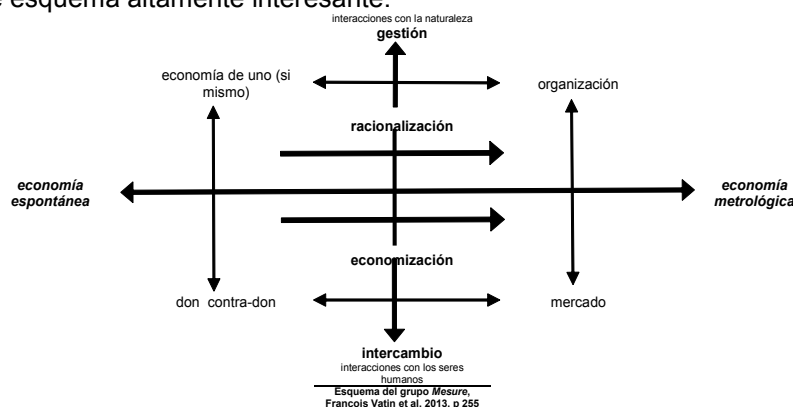 e esquema altamente interesante:
interacciones con la naturaleza
gestión
economía de uno (si
mismo)
organización
racionalización
economía
espontánea
economía
metrológica
economización
don contra-don
mercado
intercambio
interacciones con los seres
humanos
Esquema del grupo Mesure,
François Vatin et al, 2013, p 255